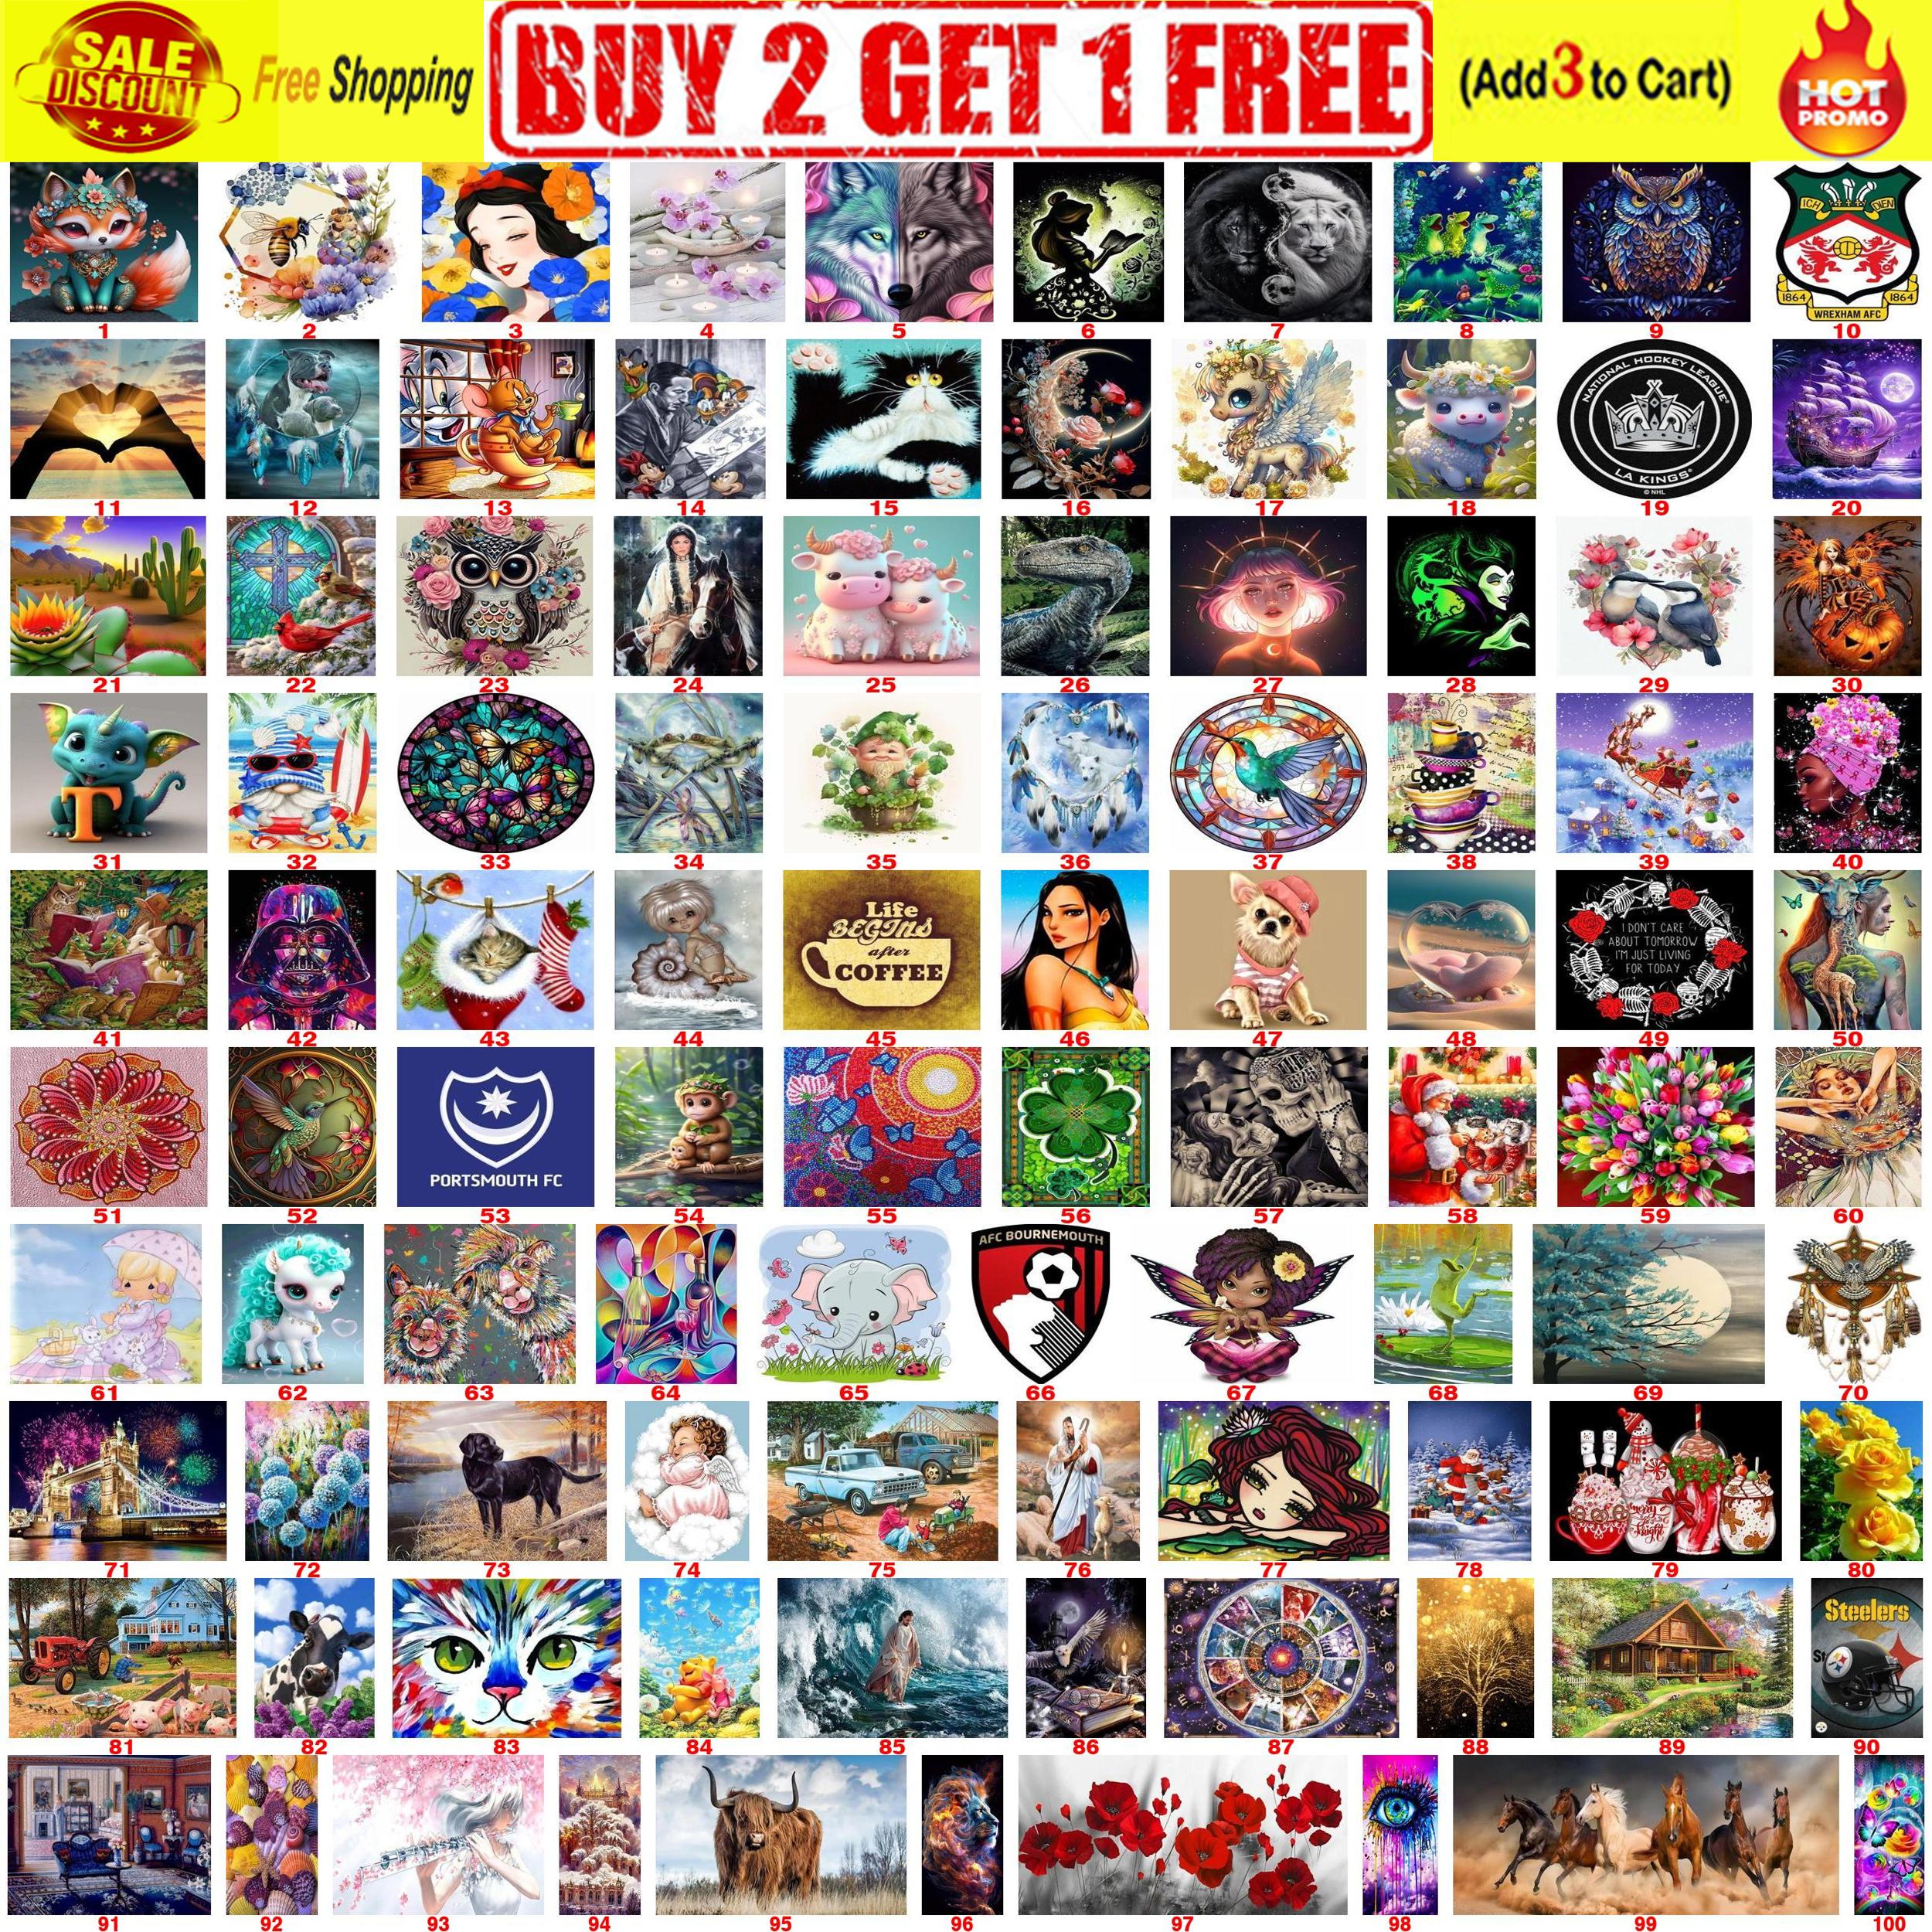 SALE
DISCOUNT
Free Shopping
BUY 2 GET 1 FREE
(Add 3 to Cart)
HOT
PROMO
ICH DIEN
1864 1864
WREXHAM AFC
1 2 3 4 5 6 7 8 9 10
NATIONAL HOCKEY LEAGUE
LA KINGS
© NHL
11 12 13 14 15 16 17 18 19 20
21 22 23 24 25 26 27 28 29 30
T
31 32 33 34 35 36 37 38 39 40
Life
BEGINS
after
COFFEE
I DON'T CARE
ABOUT TOMORROW
I'M JUST LIVING
FOR TODAY
41 42 43 44 45 46 47 48 49 50
PORTSMOUTH FC
51 52 53 54 55 56 57 58 59 60
AFC BOURNEMOUTH
61 62 63 64 65 66 67 68 69 70
71 72 73 74 75 76 77 78 79 80
Steelers
81 82 83 84 85 86 87 88 89 90
91 92 93 94 95 96 97 98 99 100